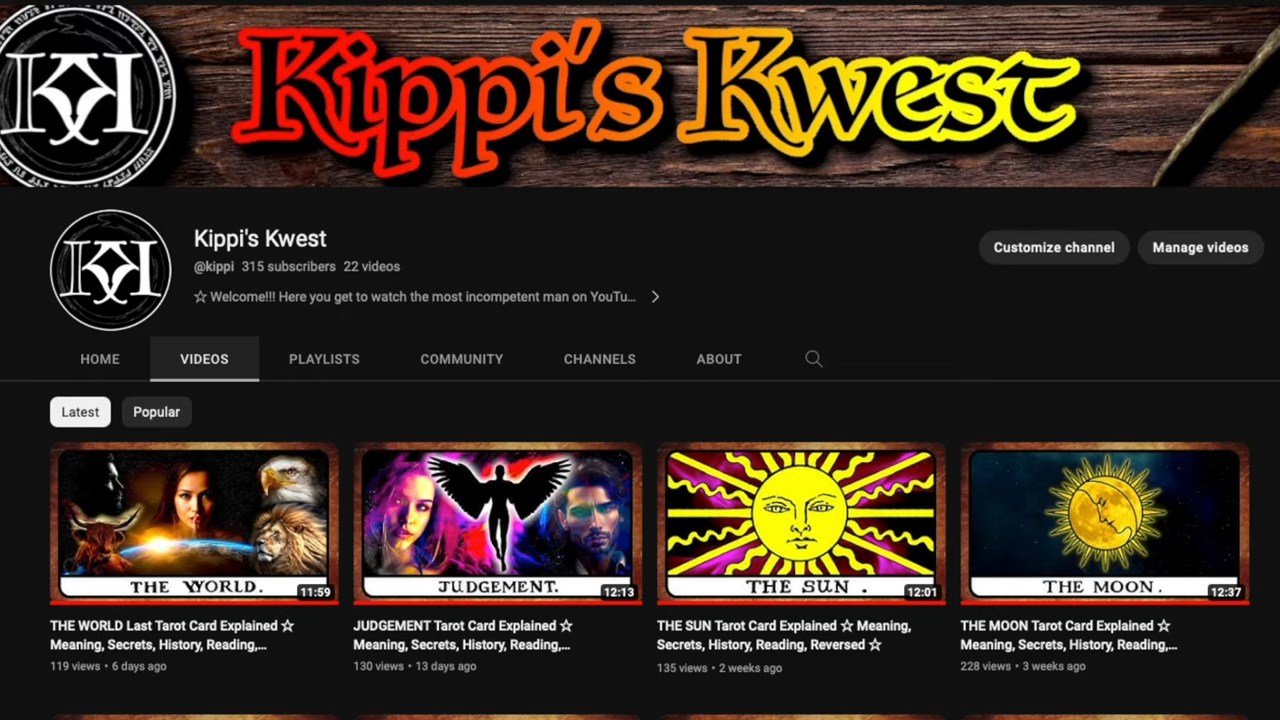 Kippi's Kwest
Kippi's Kwest
@kippi 315 subscribers 22 videos
☆ Welcome!!! Here you get to watch the most incompetent man on YouTu...
Customize channel
Manage videos
HOME
VIDEOS
PLAYLISTS
COMMUNITY
CHANNELS
ABOUT
Latest
Popular
THE WORLD.
11:59
JUDGEMENT.
12:13
THE SUN .
12:01
THE MOON .
12:37
THE WORLD Last Tarot Card Explained ☆
Meaning, Secrets, History, Reading,...
119 views • 6 days ago
JUDGEMENT Tarot Card Explained ☆
Meaning, Secrets, History, Reading,...
130 views • 13 days ago
THE SUN Tarot Card Explained ☆ Meaning,
Secrets, History, Reading, Reversed ☆
135 views • 2 weeks ago
THE MOON Tarot Card Explained ☆
Meaning, Secrets, History, Reading,...
228 views • 3 weeks ago